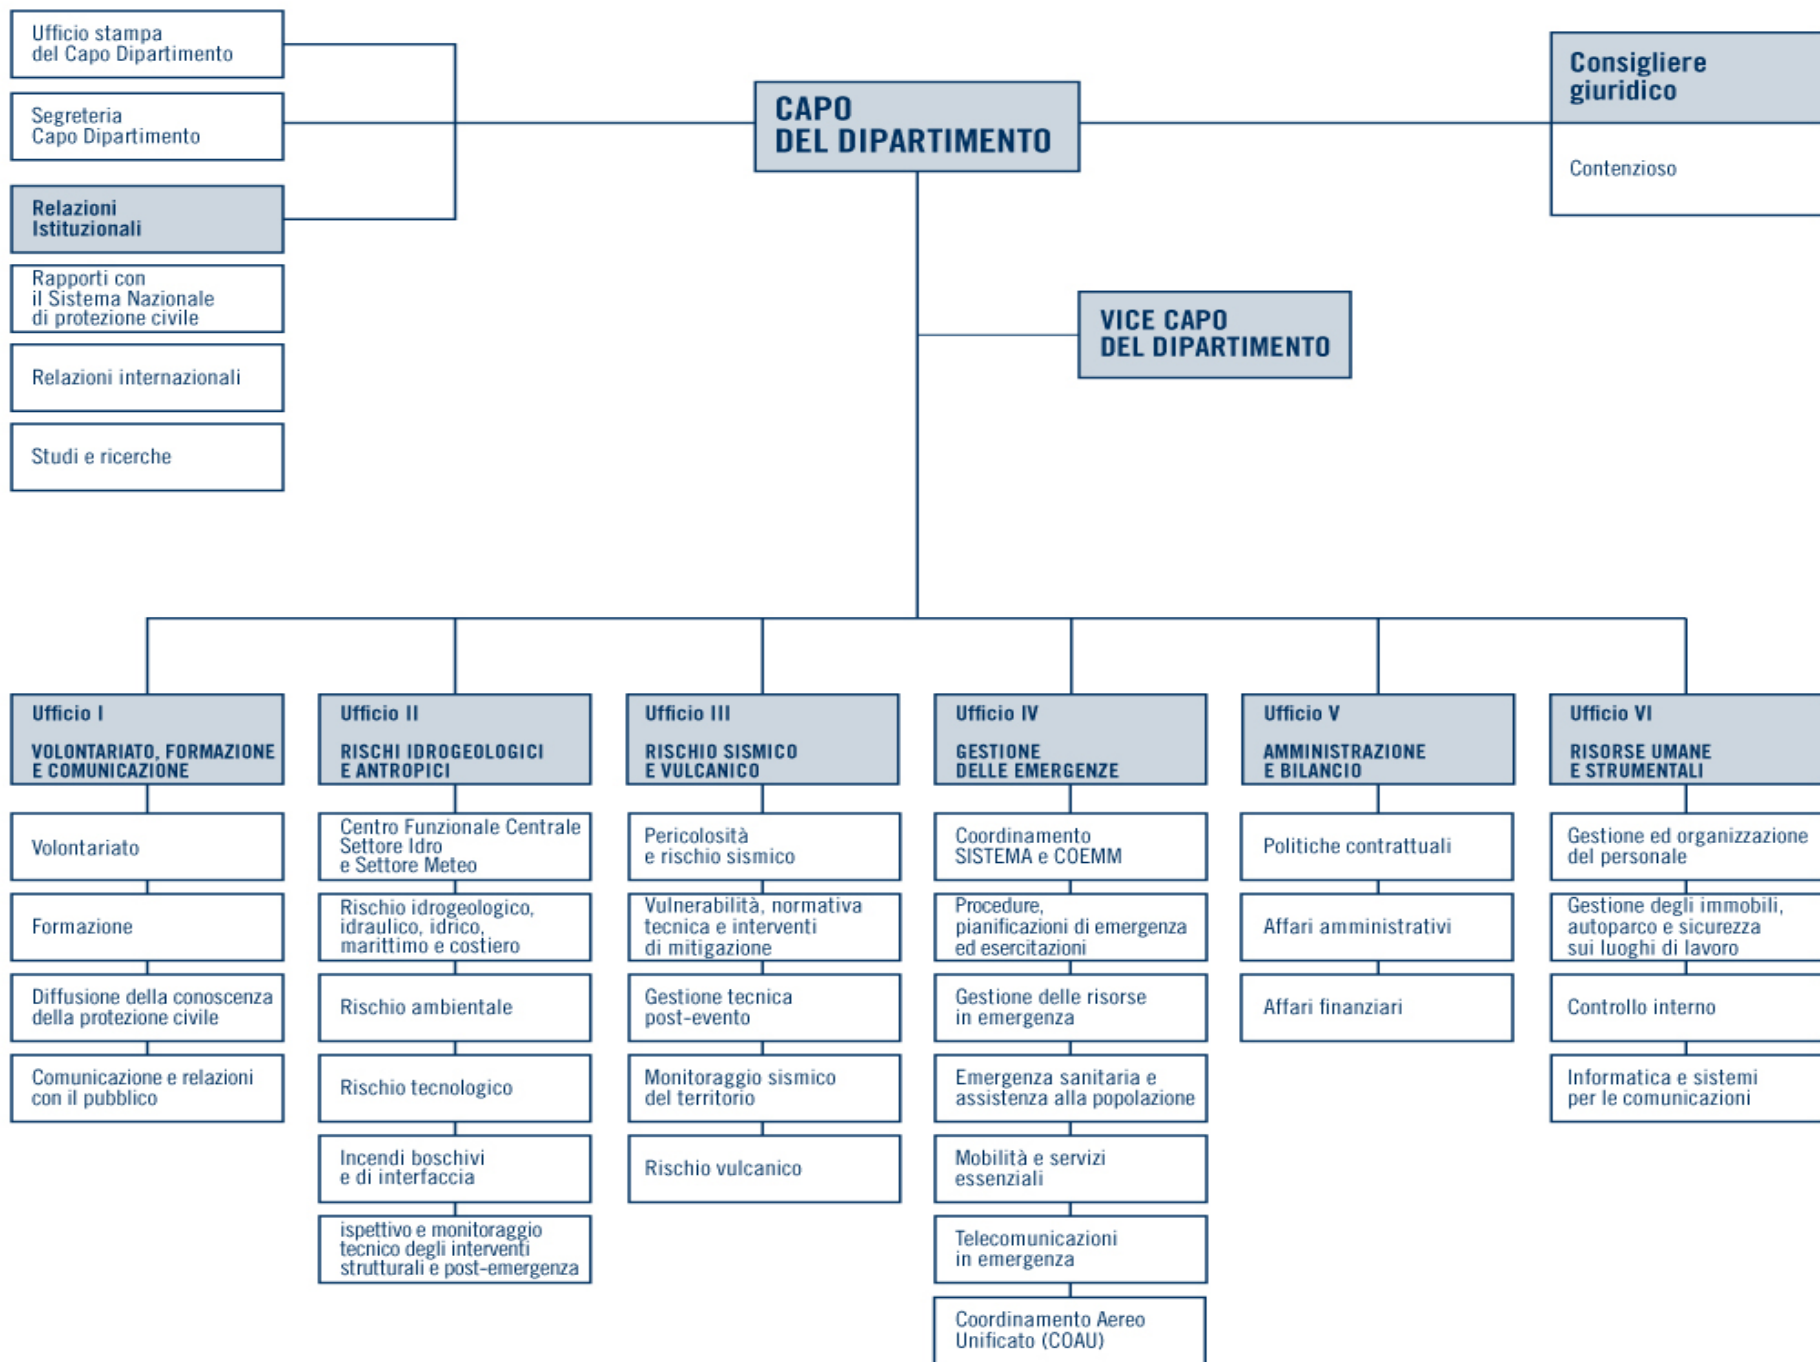 Ufficio stampa
del Capo Dipartimento
Segreteria
Capo Dipartimento
Relazioni
Istituzionali
Rapporti con
il Sistema Nazionale
di protezione civile
Relazioni internazionali
Studi e ricerche
CAPO
DEL DIPARTIMENTO
Consigliere
giuridico
Contenzioso
VICE CAPO
DEL DIPARTIMENTO
Ufficio I
VOLONTARIATO, FORMAZIONE
E COMUNICAZIONE
Volontariato
Formazione
Diffusione della conoscenza
della protezione civile
Comunicazione e relazioni
con il pubblico
Ufficio II
RISCHI IDROGEOLOGICI
E ANTROPICI
Centro Funzionale Centrale
Settore Idro
e Settore Meteo
Rischio idrogeologico,
idraulico, idrico,
marittimo e costiero
Rischio ambientale
Rischio tecnologico
Incendi boschivi
e di interfaccia
ispettivo e monitoraggio
tecnico degli interventi
strutturali e post-emergenza
Ufficio III
RISCHIO SISMICO
E VULCANICO
Pericolosità
e rischio sismico
Vulnerabilità, normativa
tecnica e interventi
di mitigazione
Gestione tecnica
post-evento
Monitoraggio sismico
del territorio
Rischio vulcanico
Ufficio IV
GESTIONE
DELLE EMERGENZE
Coordinamento
SISTEMA e COEMM
Procedure,
pianificazioni di emergenza
ed esercitazioni
Gestione delle risorse
in emergenza
Emergenza sanitaria e
assistenza alla popolazione
Mobilità e servizi
essenziali
Telecomunicazioni
in emergenza
Coordinamento Aereo
Unificato (COAU)
Ufficio V
AMMINISTRAZIONE
E BILANCIO
Politiche contrattuali
Affari amministrativi
Affari finanziari
Ufficio VI
RISORSE UMANE
E STRUMENTALI
Gestione ed organizzazione
del personale
Gestione degli immobili,
autoparco e sicurezza
sui luoghi di lavoro
Controllo interno
Informatica e sistemi
per le comunicazioni